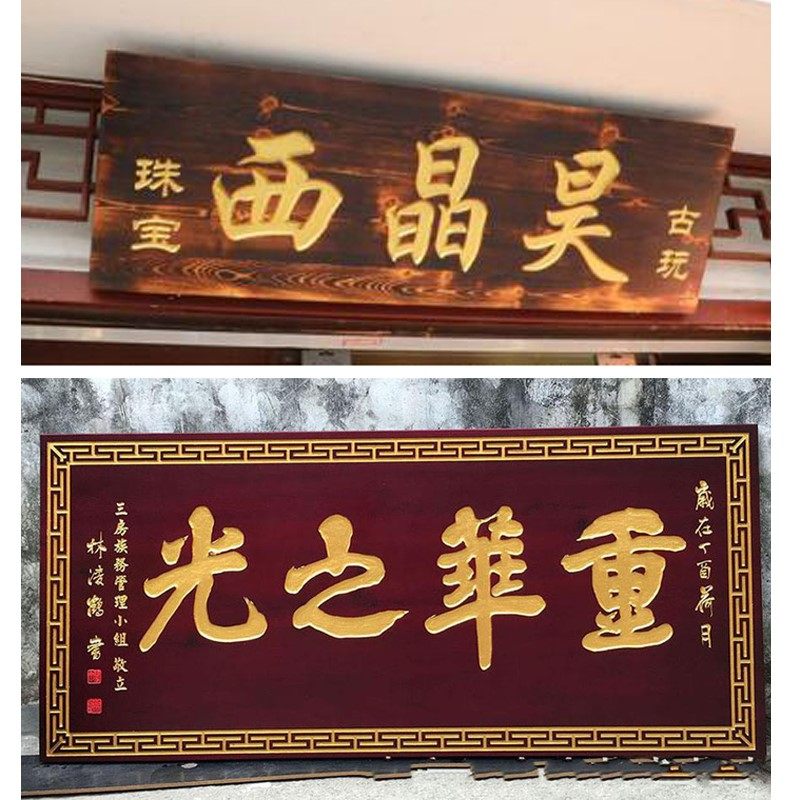 古玩
昊晶西
珠宝
歲在丁酉荷月
重華之光
三房族務管理小組 敬立
林凌鶴書